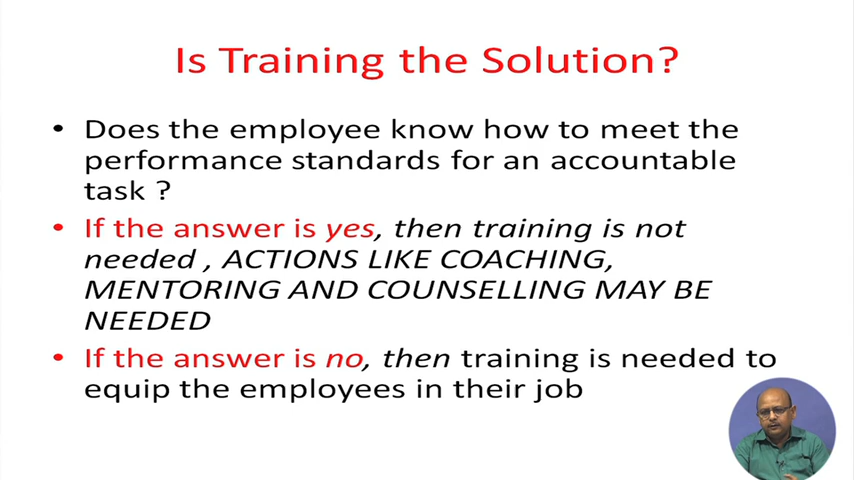 Is Training the Solution?
• Does the employee know how to meet the
performance standards for an accountable
task ?
• If the answer is yes, then training is not
needed , ACTIONS LIKE COACHING,
MENTORING AND COUNSELLING MAY BE
NEEDED
• If the answer is no, then training is needed to
equip the employees in their job